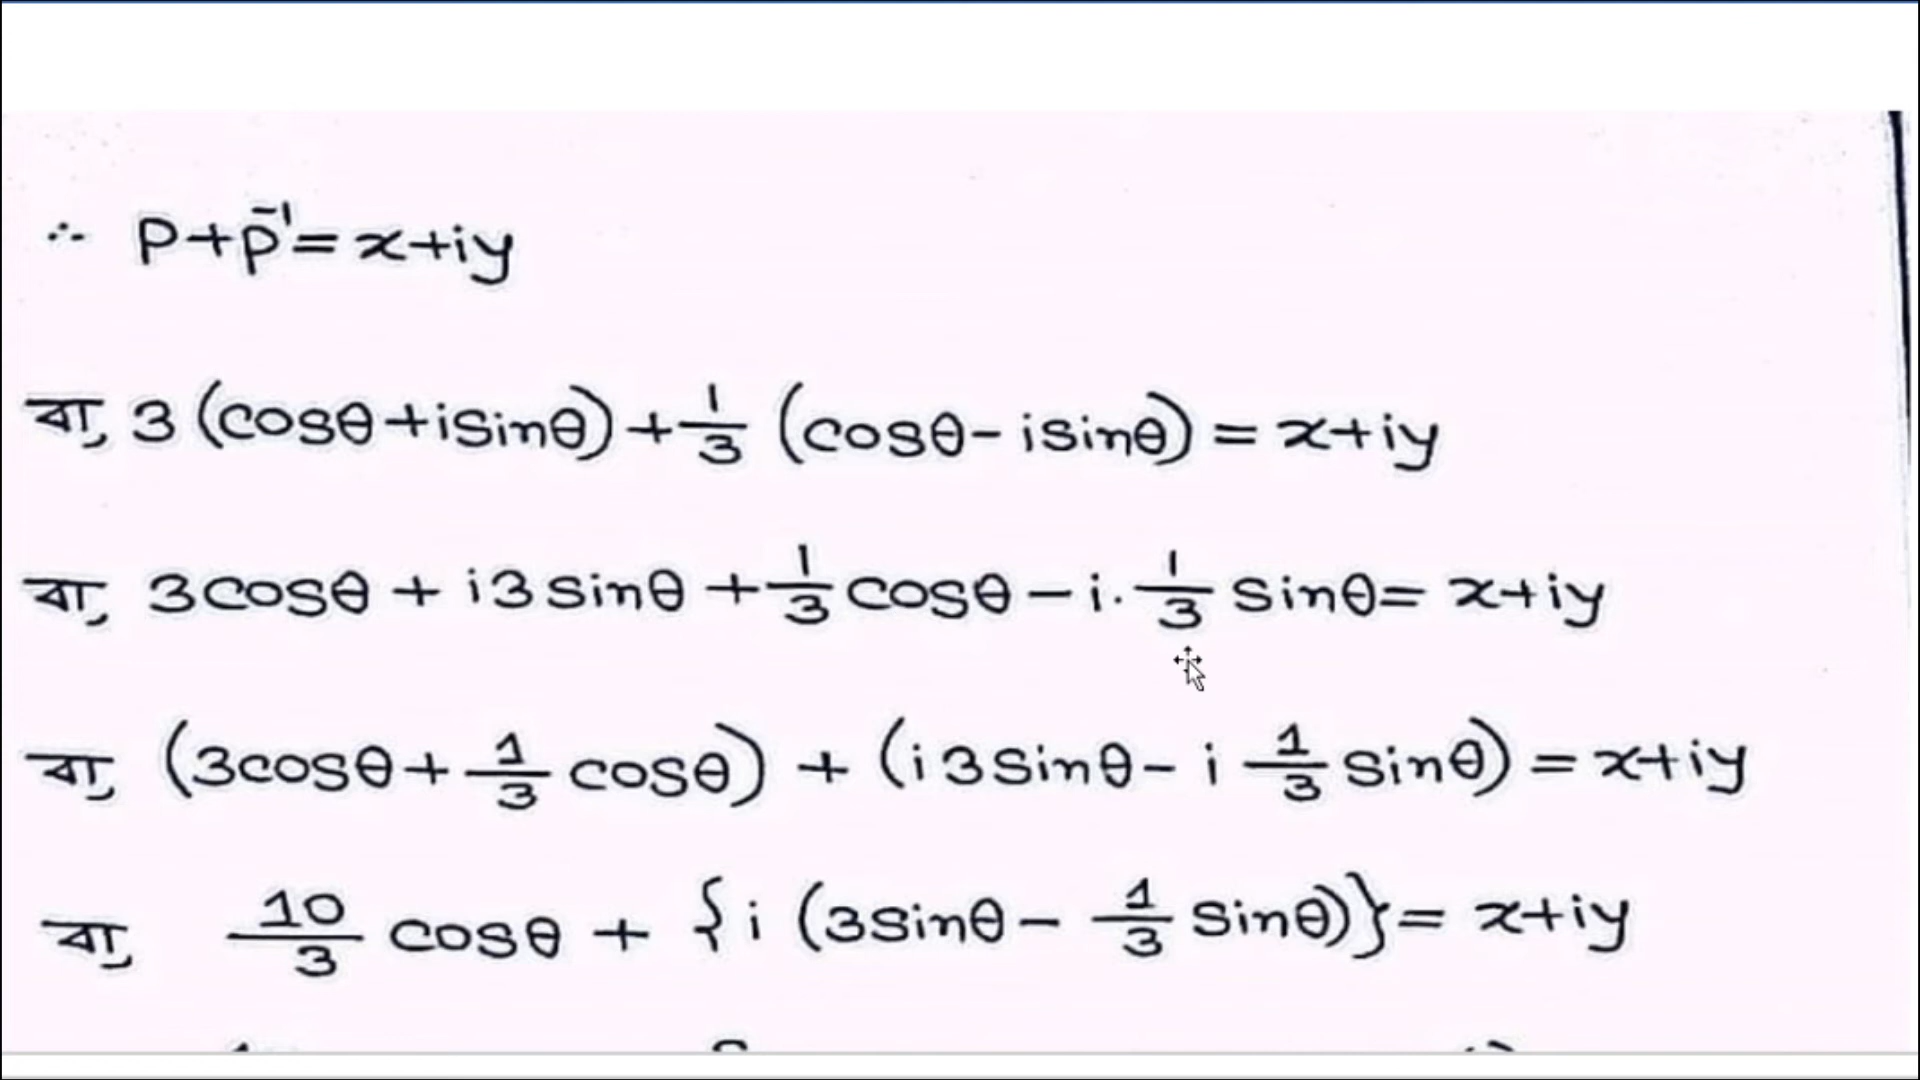 ∴ P+p⁻¹=x+iy
বা, 3 (cosθ+isinθ)+1/3 (cosθ- isinθ) = x+iy
বা, 3cosθ + i3sinθ + 1/3 cosθ - i. 1/3 sinθ= x+iy
বা, (3cosθ+ 1/3 cosθ) + (i3sinθ- i 1/3 sinθ) = x+iy
বা, 10/3 cosθ + {i (3sinθ- 1/3 sinθ)}= x+iy